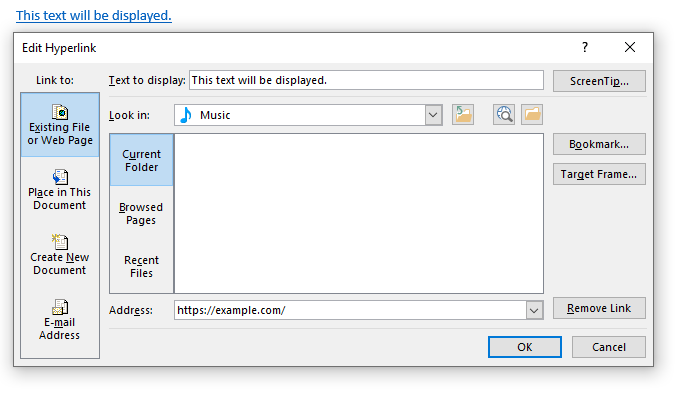 This text will be displayed.
Edit Hyperlink
?
Link to:
Text to display: This text will be displayed.
ScreenTip...
Existing File
or Web Page
Look in: Music
Current
Folder
Bookmark...
Target Frame...
Place in This
Document
Browsed
Pages
Create New
Document
Recent
Files
E-mail
Address
Address: https://example.com/
Remove Link
OK
Cancel